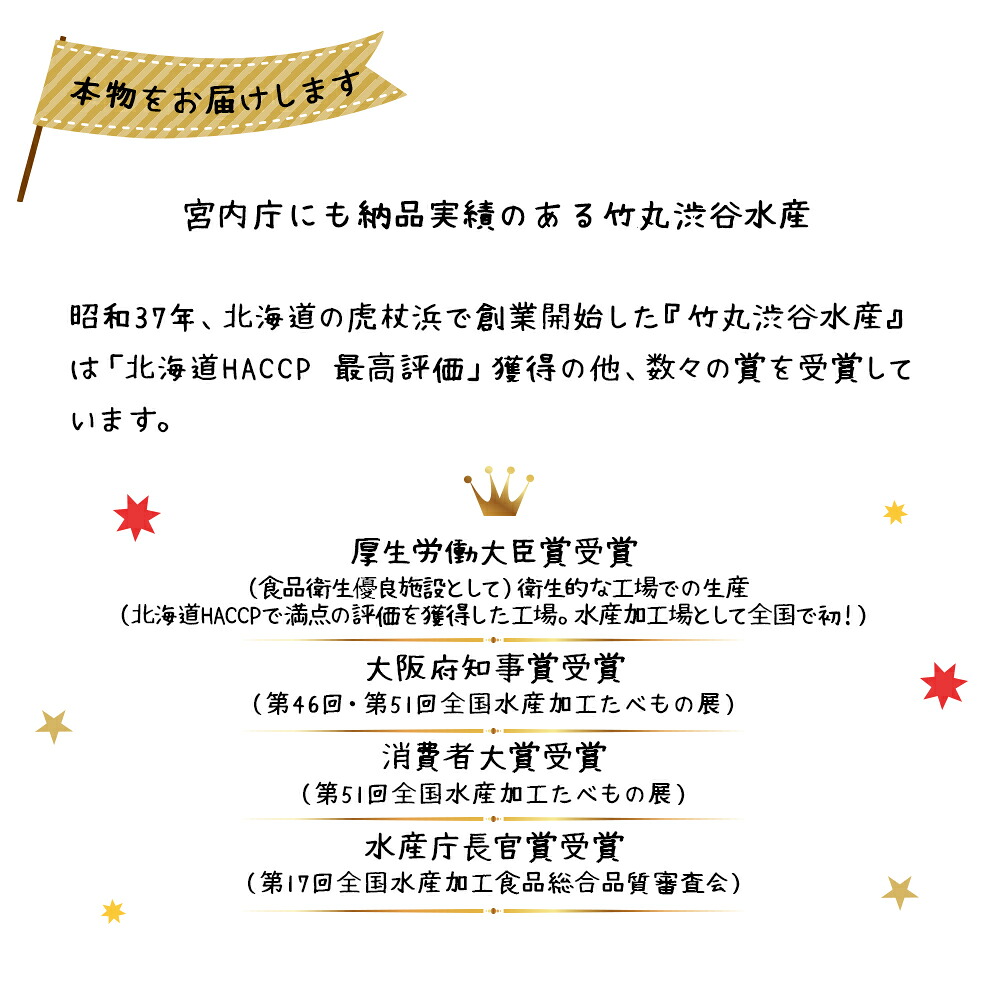 本物をお届けします
宮内庁にも納品実績のある竹丸渋谷水産
昭和37年、北海道の虎杖浜で創業開始した『竹丸渋谷水産』
は「北海道HACCP 最高評価」獲得の他、数々の賞を受賞して
います。
厚生労働大臣賞受賞
(食品衛生優良施設として)衛生的な工場での生産
(北海道HACCPで満点の評価を獲得した工場。水産加工場として全国で初!)
大阪府知事賞受賞
(第46回・第51回全国水産加工たべもの展)
消費者大賞受賞
(第51回全国水産加工たべもの展)
水産庁長官賞受賞
(第17回全国水産加工食品総合品質審査会)